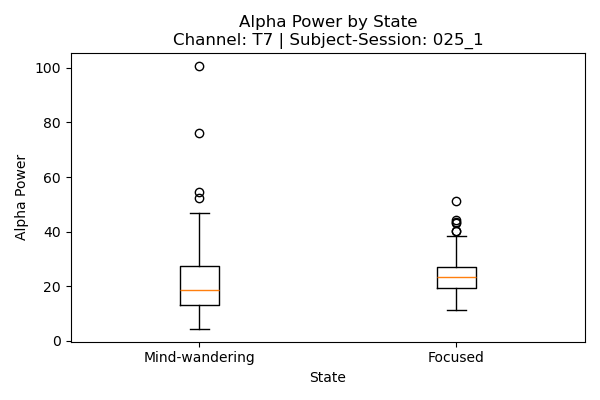 Alpha Power by State
Channel: T7 | Subject-Session: 025_1
100
80
60
40
20
0
Alpha Power
Mind-wandering
Focused
State